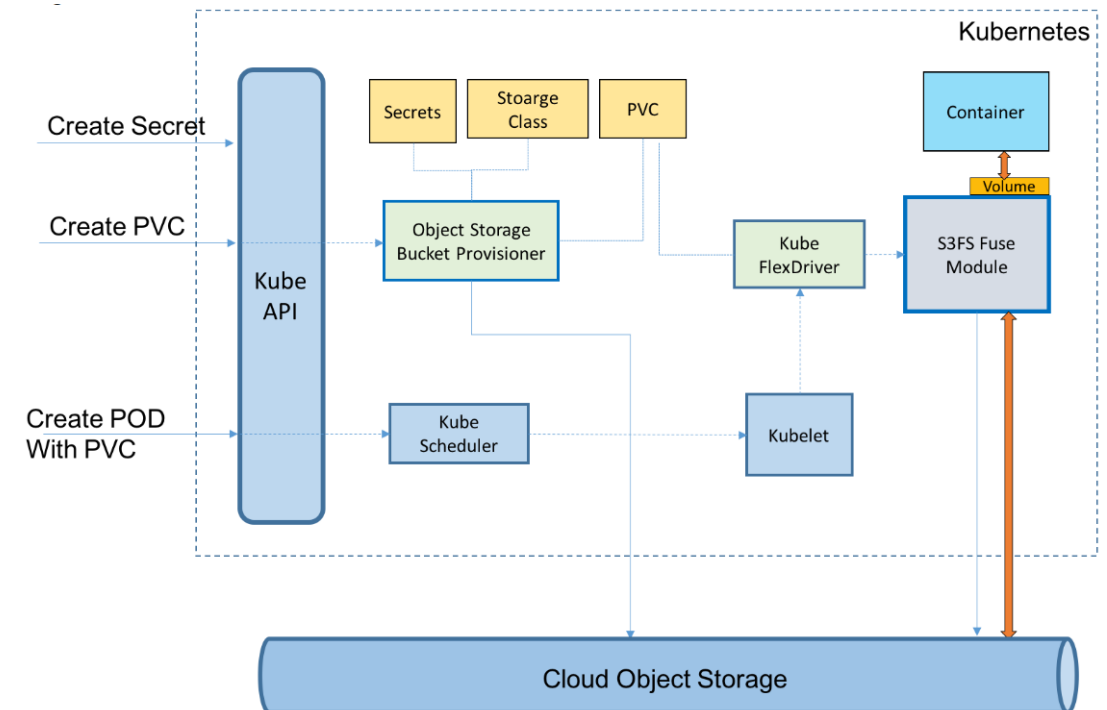 Kubernetes
Create Secret
Secrets
Stoarge
Class
PVC
Container
Volume
Create PVC
Kube
API
Object Storage
Bucket Provisioner
Kube
FlexDriver
S3FS Fuse
Module
Create POD
With PVC
Kube
Scheduler
Kubelet
Cloud Object Storage